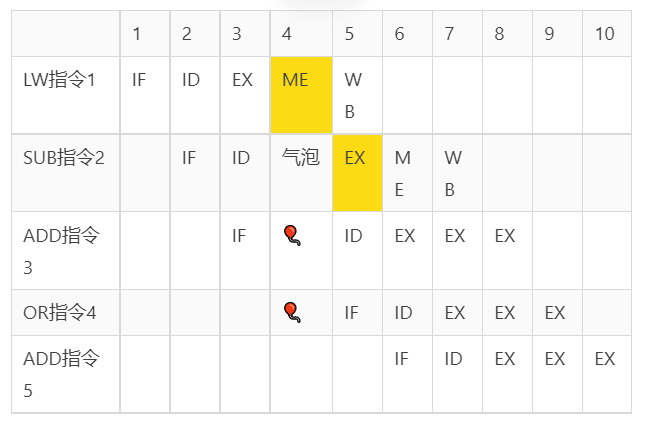 1 2 3 4 5 6 7 8 9 10
LW指令1 IF ID EX ME W
B
SUB指令2 IF ID 气泡 EX M W
E B
ADD指令 IF ID EX EX EX
3
OR指令4 IF ID EX EX EX
ADD指令 IF ID EX EX EX
5